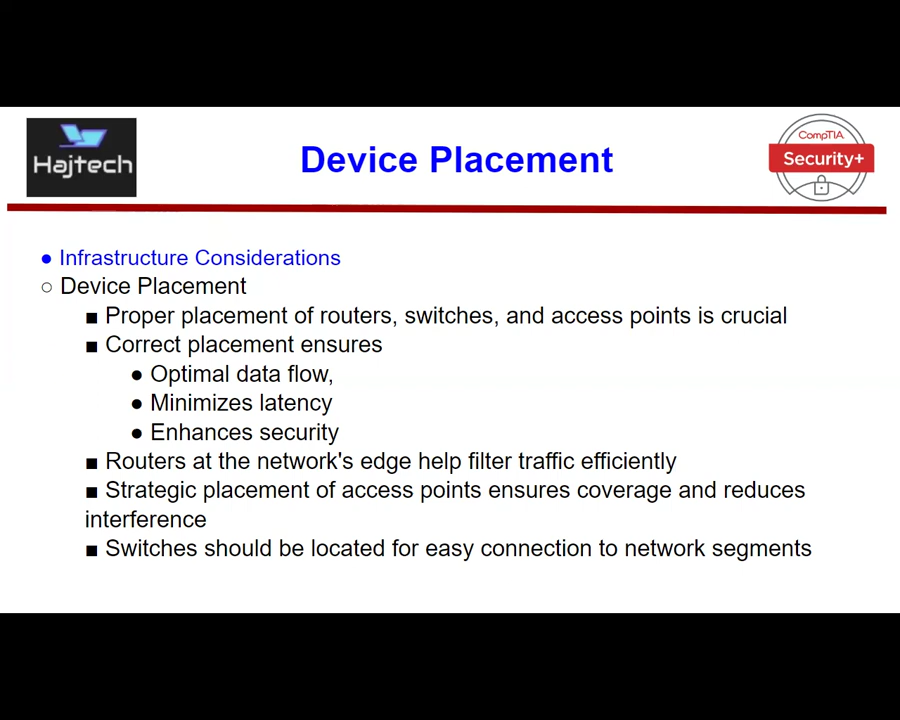 Hajtech
Device Placement
CompTIA
Security+
● Infrastructure Considerations
○ Device Placement
■ Proper placement of routers, switches, and access points is crucial
■ Correct placement ensures
● Optimal data flow,
● Minimizes latency
● Enhances security
■ Routers at the network's edge help filter traffic efficiently
■ Strategic placement of access points ensures coverage and reduces
interference
■ Switches should be located for easy connection to network segments